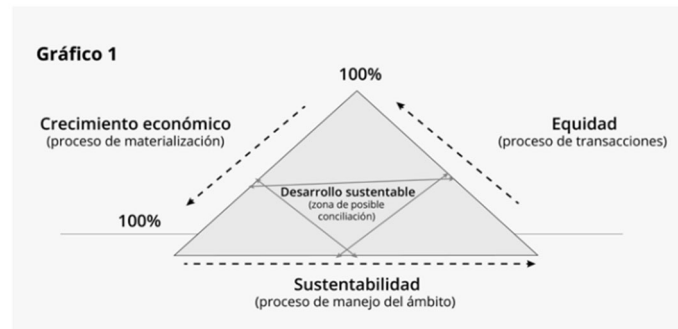 Gráfico 1
100%
Crecimiento económico
(proceso de materialización)
Equidad
(proceso de transacciones)
Desarrollo sustentable
(zona de posible
conciliación)
100%
Sustentabilidad
(proceso de manejo del ámbito)